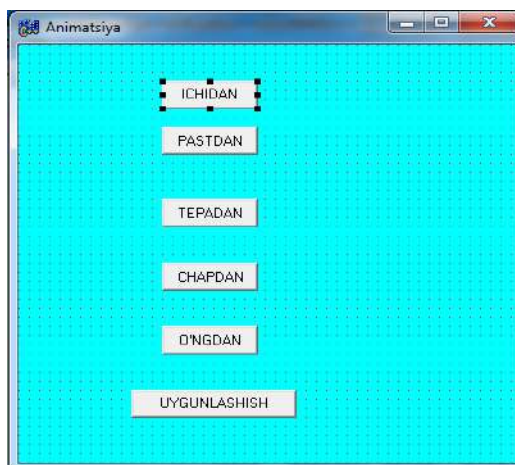 Animatsiya
ICHIDAN
PASTDAN
TEPADAN
CHAPDAN
O'NGDAN
UYGUNLASHISH